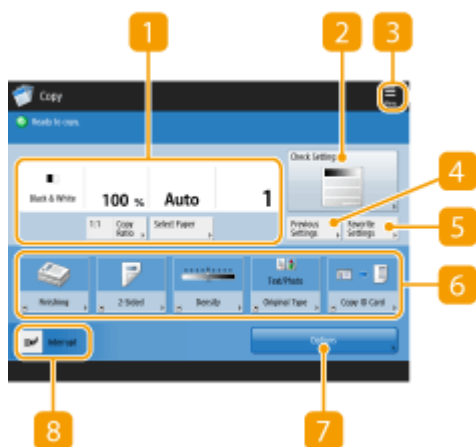 1
2
3
Copy
Menu
Ready to copy.
Check Settings
Black & White
100 %
Auto
1
1:1 Copy Ratio
Select Paper
Previous Settings
Favorite Settings
4
5
Text/Photo
Finishing
2-Sided
Density
Original Type
Copy ID Card
6
Interrupt
Options
8
7